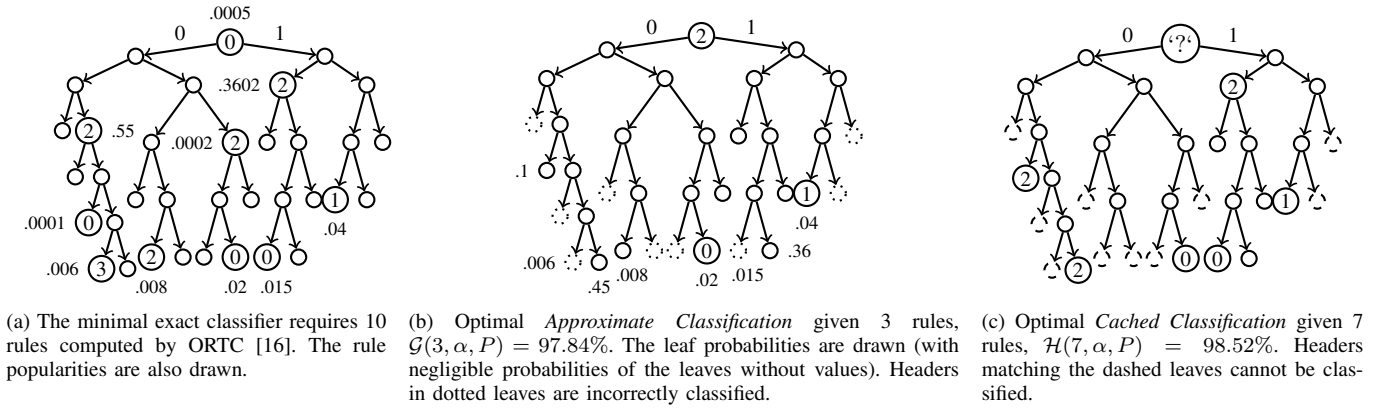 .0005
0 0 1
.3602 2
2 .55 .0002 2
.0001 0 1
.04
.006 3 2 0 0
.008 .02 .015
(a) The minimal exact classifier requires 10
rules computed by ORTC [16]. The rule
popularities are also drawn.
0 2 1
.1
1
.04
.006 .008 0 .015 .36
.45 .02
(b) Optimal Approximate Classification given 3 rules,
𝒢(3, α, P) = 97.84%. The leaf probabilities are drawn (with
negligible probabilities of the leaves without values). Headers
in dotted leaves are incorrectly classified.
0 '?' 1
2
2
1
2 0 0
(c) Optimal Cached Classification given 7
rules, ℋ(7, α, P) = 98.52%. Headers
matching the dashed leaves cannot be clas-
sified.